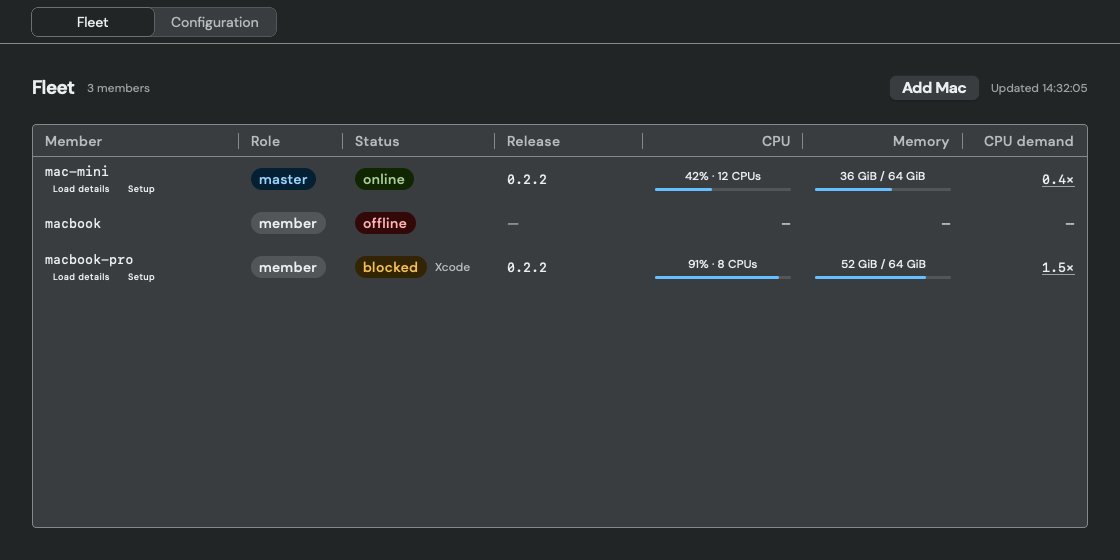 Fleet Configuration
Fleet 3 members Add Mac Updated 14:32:05
Member Role Status Release CPU Memory CPU demand
mac-mini master online 0.2.2 42% · 12 CPUs 36 GiB / 64 GiB 0.4×
Load details Setup
macbook member offline — — — —
macbook-pro member blocked Xcode 0.2.2 91% · 8 CPUs 52 GiB / 64 GiB 1.5×
Load details Setup